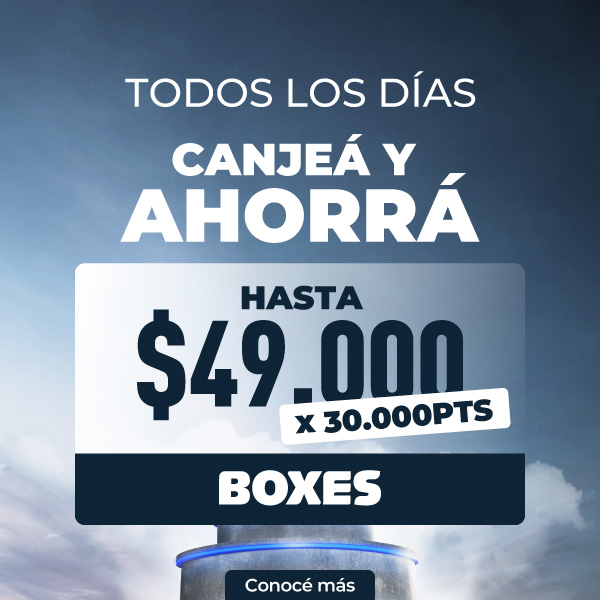 TODOS LOS DÍAS
CANJEÁ Y
AHORRÁ
HASTA
$49.000
x 30.000PTS
BOXES
Conocé más